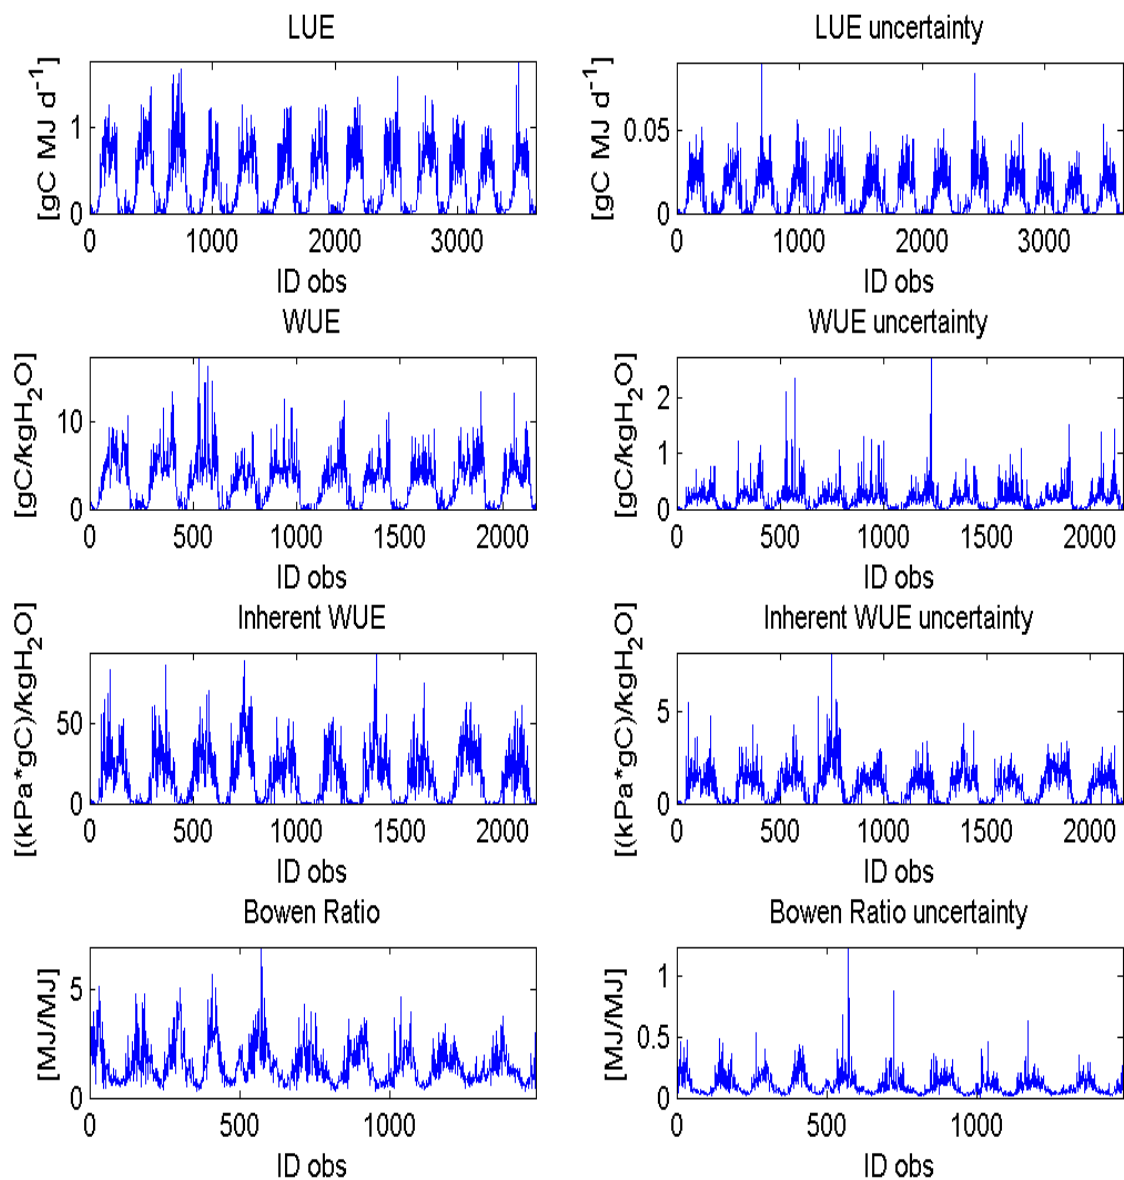 LUE
[gC MJ d⁻¹]
1
0
0 1000 2000 3000
ID obs
LUE uncertainty
[gC MJ d⁻¹]
0.05
0
0 1000 2000 3000
ID obs
WUE
[gC/kgH₂O]
10
0
0 500 1000 1500 2000
ID obs
WUE uncertainty
[gC/kgH₂O]
2
1
0
0 500 1000 1500 2000
ID obs
Inherent WUE
[(kPa*gC)/kgH₂O]
50
0
0 500 1000 1500 2000
ID obs
Inherent WUE uncertainty
[(kPa*gC)/kgH₂O]
5
0
0 500 1000 1500 2000
ID obs
Bowen Ratio
[MJ/MJ]
5
0
0 500 1000
ID obs
Bowen Ratio uncertainty
[MJ/MJ]
1
0.5
0
0 500 1000
ID obs